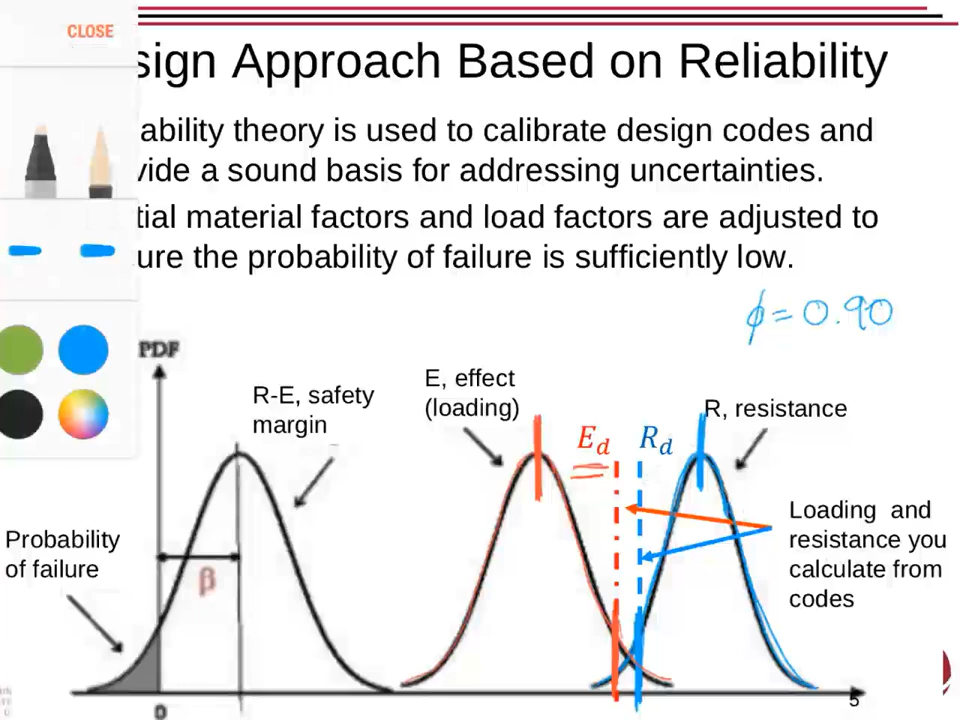 CLOSE
sign Approach Based on Reliability
ability theory is used to calibrate design codes and
vide a sound basis for addressing uncertainties.
tial material factors and load factors are adjusted to
ure the probability of failure is sufficiently low.
ϕ = 0.90
PDF
R-E, safety
margin
E, effect
(loading)
R, resistance
E_d
R_d
Loading and
resistance you
calculate from
codes
Probability
of failure
β
0
5